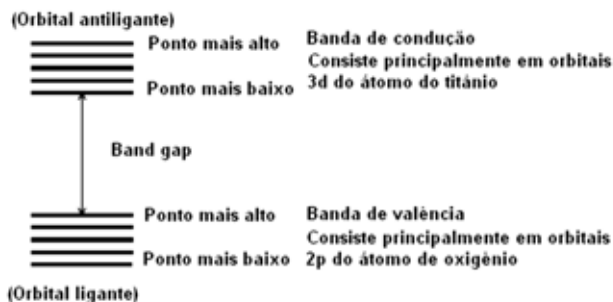 (Orbital antiligante)
Ponto mais alto Banda de condução
Consiste principalmente em orbitais
Ponto mais baixo 3d do átomo do titánio
Band gap
Ponto mais alto Banda de valência
Consiste principalmente em orbitais
Ponto mais baixo 2p do átomo de oxigênio
(Orbital ligante)